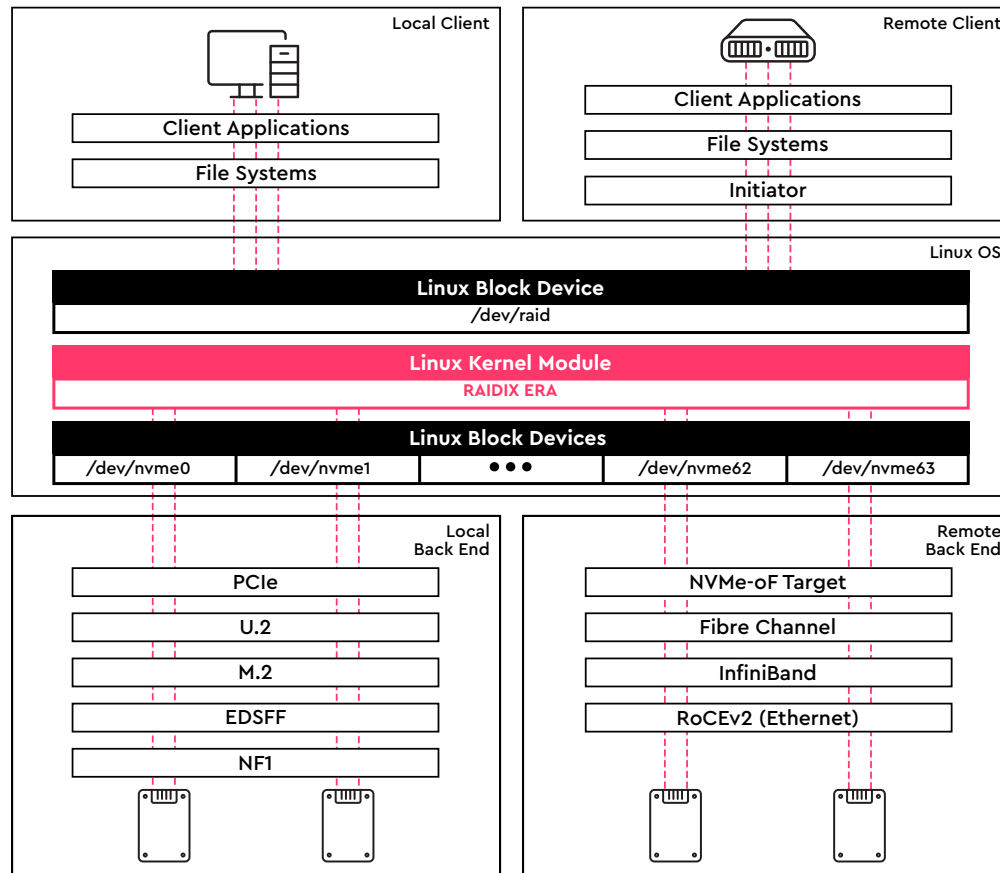 Local Client
Client Applications
File Systems
Remote Client
Client Applications
File Systems
Initiator
Linux OS
Linux Block Device
/dev/raid
Linux Kernel Module
RAIDIX ERA
Linux Block Devices
/dev/nvme0 /dev/nvme1 ••• /dev/nvme62 /dev/nvme63
Local
Back End
PCIe
U.2
M.2
EDSFF
NF1
Remote
Back End
NVMe-oF Target
Fibre Channel
InfiniBand
RoCEv2 (Ethernet)